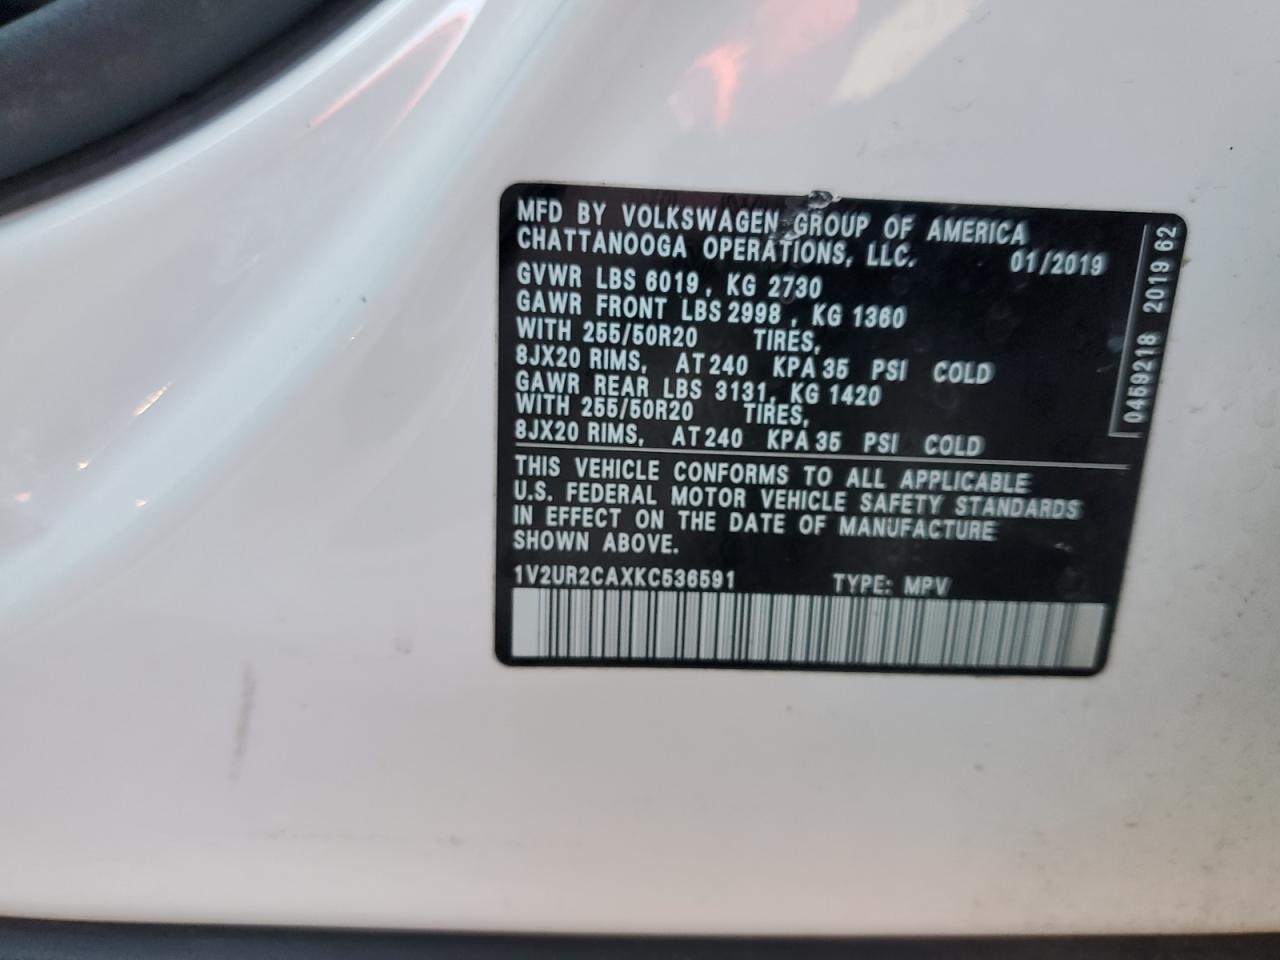 MFD BY VOLKSWAGEN GROUP OF AMERICA
CHATTANOOGA OPERATIONS, LLC. 01/2019
GVWR LBS 6019, KG 2730
GAWR FRONT LBS 2998, KG 1360
WITH 255/50R20 TIRES,
8JX20 RIMS, AT 240 KPA 35 PSI COLD
GAWR REAR LBS 3131, KG 1420
WITH 255/50R20 TIRES,
8JX20 RIMS, AT 240 KPA 35 PSI COLD
THIS VEHICLE CONFORMS TO ALL APPLICABLE
U.S. FEDERAL MOTOR VEHICLE SAFETY STANDARDS
IN EFFECT ON THE DATE OF MANUFACTURE
SHOWN ABOVE.
1V2UR2CAXKC536591 TYPE: MPV
0459218 2019 62